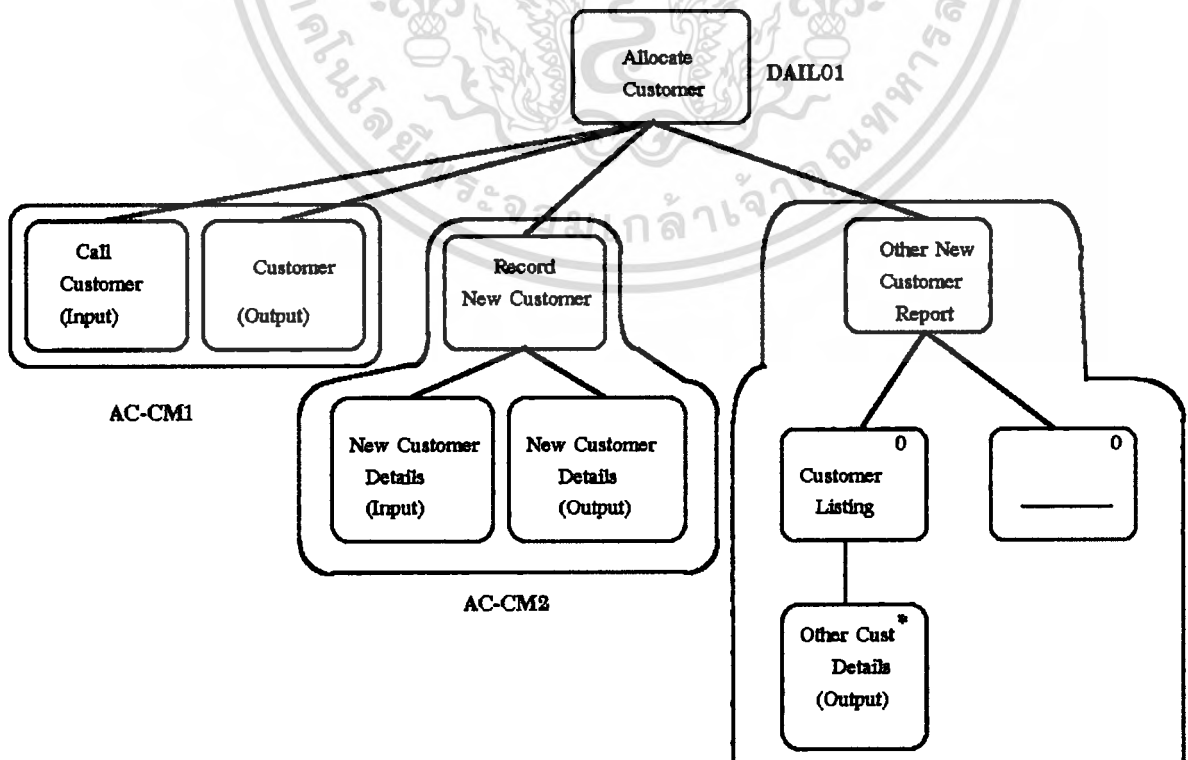 Allocate
Customer
DAIL01
Call
Customer
(Input)
Customer
(Output)
AC-CM1
Record
New Customer
New Customer
Details
(Input)
New Customer
Details
(Output)
AC-CM2
Other New
Customer
Report
0
Customer
Listing
0
Other Cust *
Details
(Output)